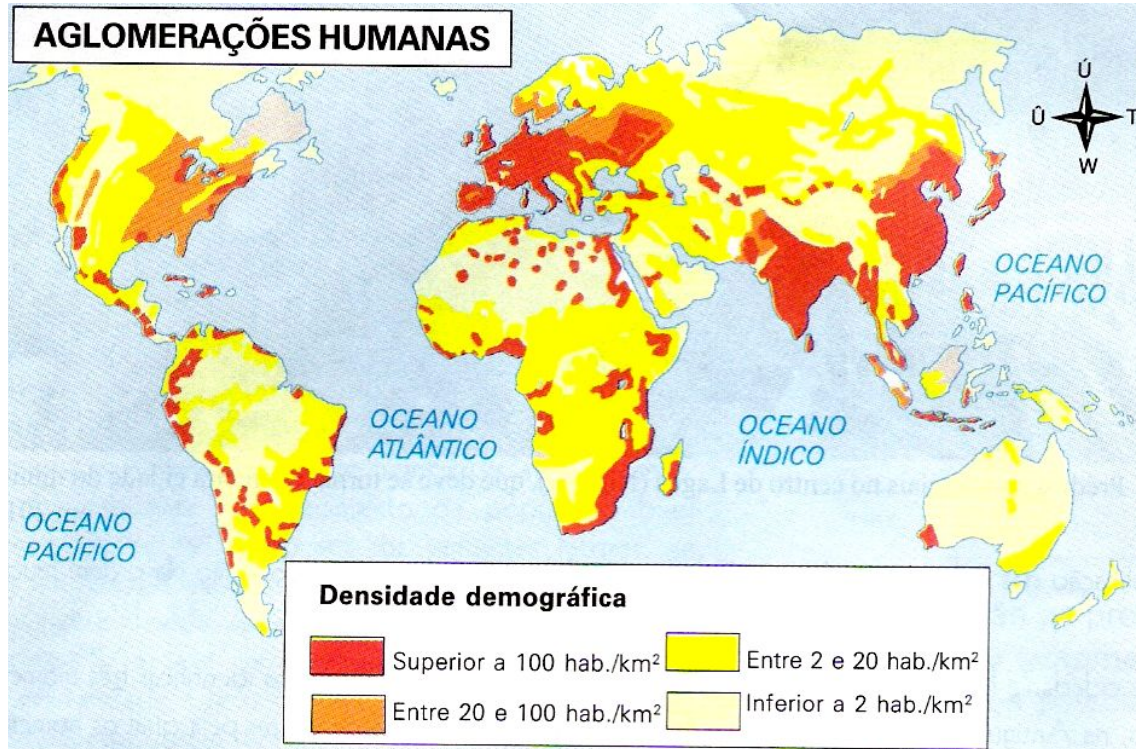 AGLOMERAÇÕES HUMANAS
Ú
Û T
W
OCEANO
PACÍFICO
OCEANO
ATLÂNTICO
OCEANO
ÍNDICO
OCEANO
PACÍFICO
Densidade demográfica
Superior a 100 hab./km²
Entre 2 e 20 hab./km²
Entre 20 e 100 hab./km²
Inferior a 2 hab./km²